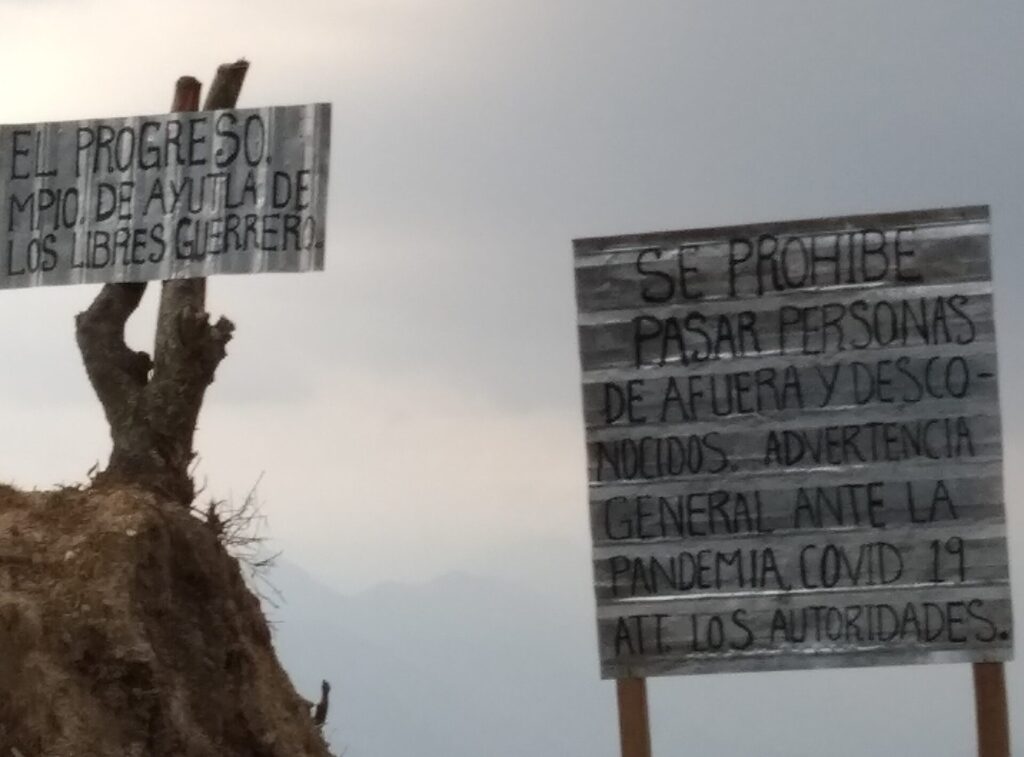 EL PROGRESO.
MPIO. DE AYUTLA DE
LOS LIBRES GUERRERO.
SE PROHIBE
PASAR PERSONAS
DE AFUERA Y DESCO-
NOCIDOS. ADVERTENCIA
GENERAL ANTE LA
PANDEMIA, COVID 19
ATT. LOS AUTORIDADES.